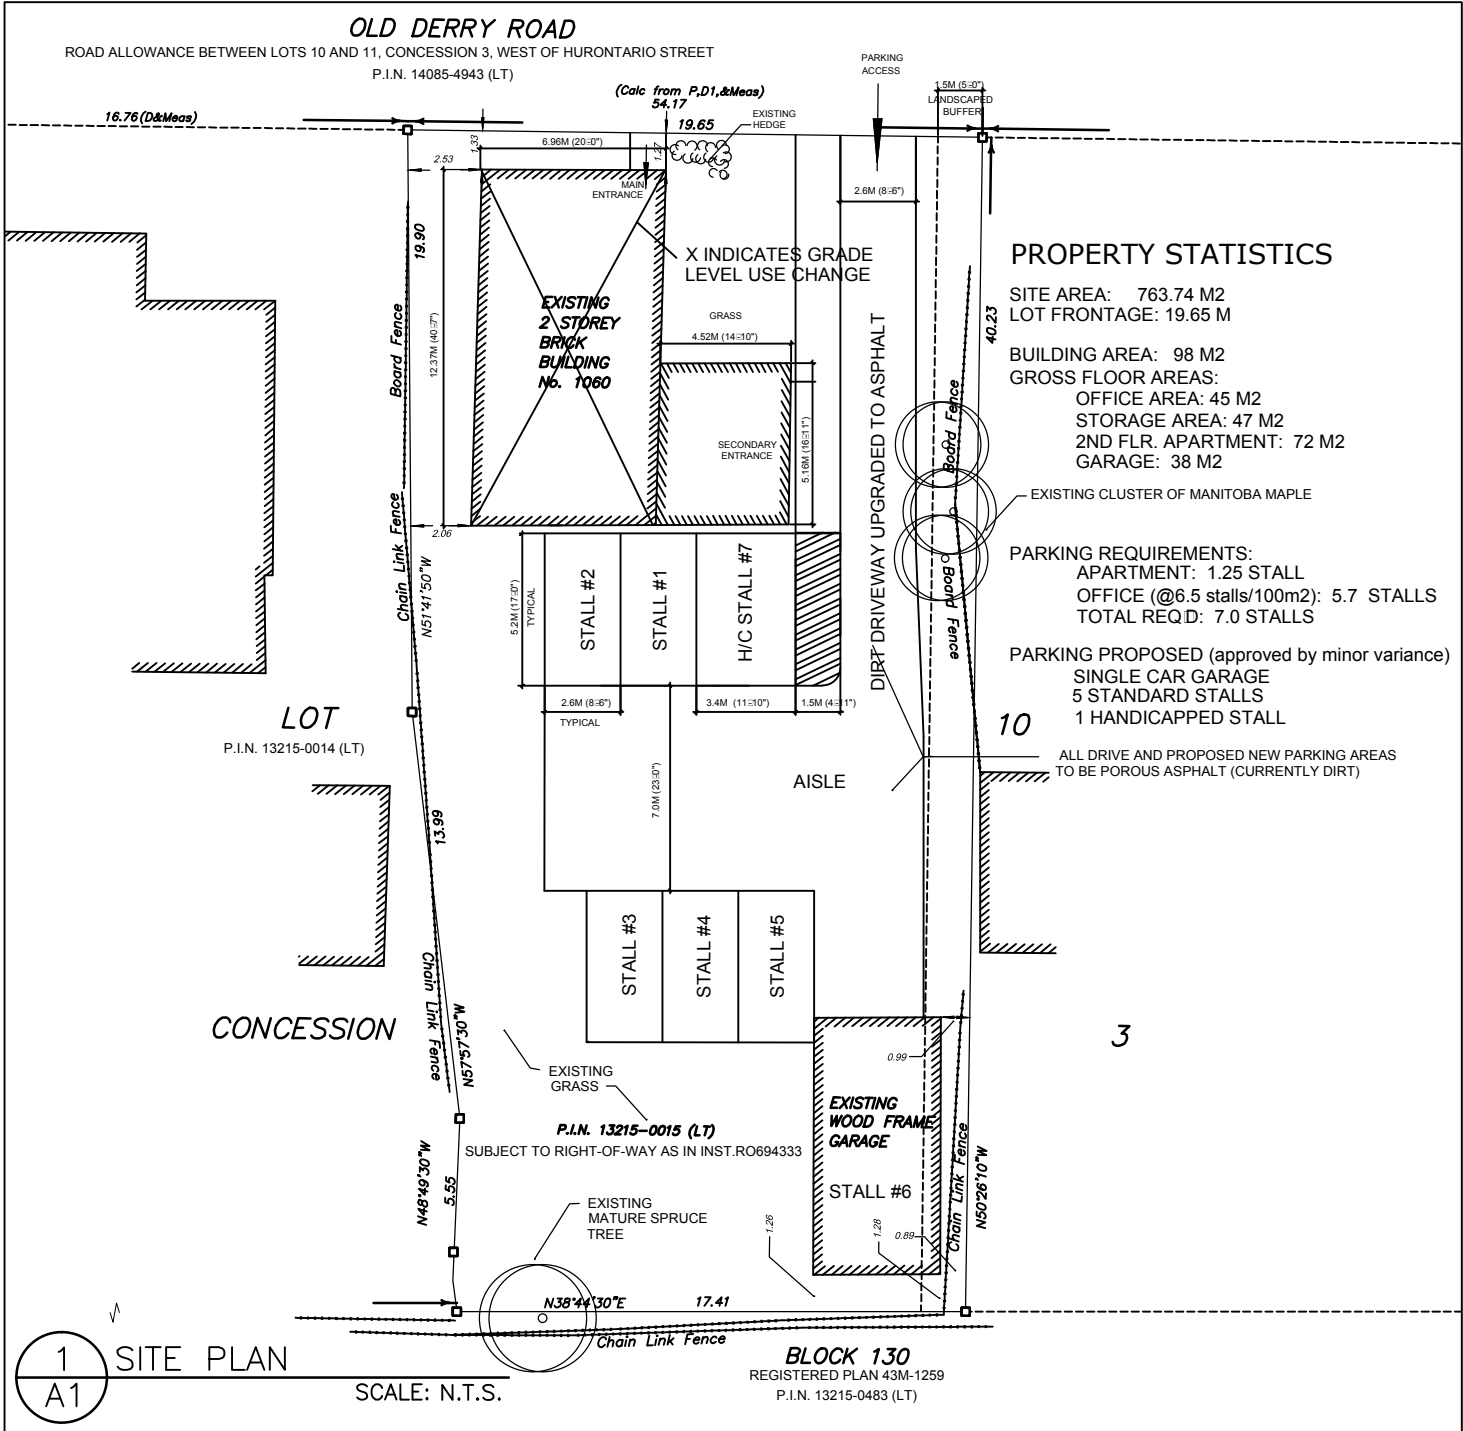 OLD DERRY ROAD
ROAD ALLOWANCE BETWEEN LOTS 10 AND 11, CONCESSION 3, WEST OF HURONTARIO STREET
P.I.N. 14085-4943 (LT)
PARKING
ACCESS
1.5M (5'-0")
LANDSCAPED
BUFFER
(Calc from P,D1,&Meas)
54.17
16.76(D&Meas)
19.65
EXISTING
HEDGE
1.33
6.96M (20'-0")
1.27
2.53
MAIN
ENTRANCE
2.6M (8'-6")
19.90
X INDICATES GRADE
LEVEL USE CHANGE
PROPERTY STATISTICS
SITE AREA: 763.74 M2
LOT FRONTAGE: 19.65 M
BUILDING AREA: 98 M2
GROSS FLOOR AREAS:
OFFICE AREA: 45 M2
STORAGE AREA: 47 M2
2ND FLR. APARTMENT: 72 M2
GARAGE: 38 M2
EXISTING
2 STOREY
BRICK
BUILDING
No. 1060
GRASS
4.52M (14'-10")
40.23
Board Fence
12.37M (40'-7")
DIRT DRIVEWAY UPGRADED TO ASPHALT
Board Fence
SECONDARY
ENTRANCE
5.16M (16'-11")
EXISTING CLUSTER OF MANITOBA MAPLE
Chain Link Fence
2.06
N51°41'50"W
5.2M (17'-0")
TYPICAL
STALL #2
STALL #1
H/C STALL #7
Board Fence
PARKING REQUIREMENTS:
APARTMENT: 1.25 STALL
OFFICE (@6.5 stalls/100m2): 5.7 STALLS
TOTAL REQ'D: 7.0 STALLS
PARKING PROPOSED (approved by minor variance)
SINGLE CAR GARAGE
5 STANDARD STALLS
1 HANDICAPPED STALL
2.6M (8'-6")
TYPICAL
3.4M (11'-10")
1.5M (4'-11")
LOT
P.I.N. 13215-0014 (LT)
10
ALL DRIVE AND PROPOSED NEW PARKING AREAS
TO BE POROUS ASPHALT (CURRENTLY DIRT)
AISLE
7.0M (23'-0")
13.99
STALL #3
STALL #4
STALL #5
Chain Link Fence
N57°57'30"W
CONCESSION
3
0.99
EXISTING
GRASS
EXISTING
WOOD FRAME
GARAGE
P.I.N. 13215-0015 (LT)
SUBJECT TO RIGHT-OF-WAY AS IN INST.RO694333
STALL #6
Chain Link Fence
N50°26'10"W
N48°49'30"W
5.55
EXISTING
MATURE SPRUCE
TREE
1.26
1.28
0.89
N38°44'30"E
17.41
Chain Link Fence
1
A1
SITE PLAN
SCALE: N.T.S.
BLOCK 130
REGISTERED PLAN 43M-1259
P.I.N. 13215-0483 (LT)